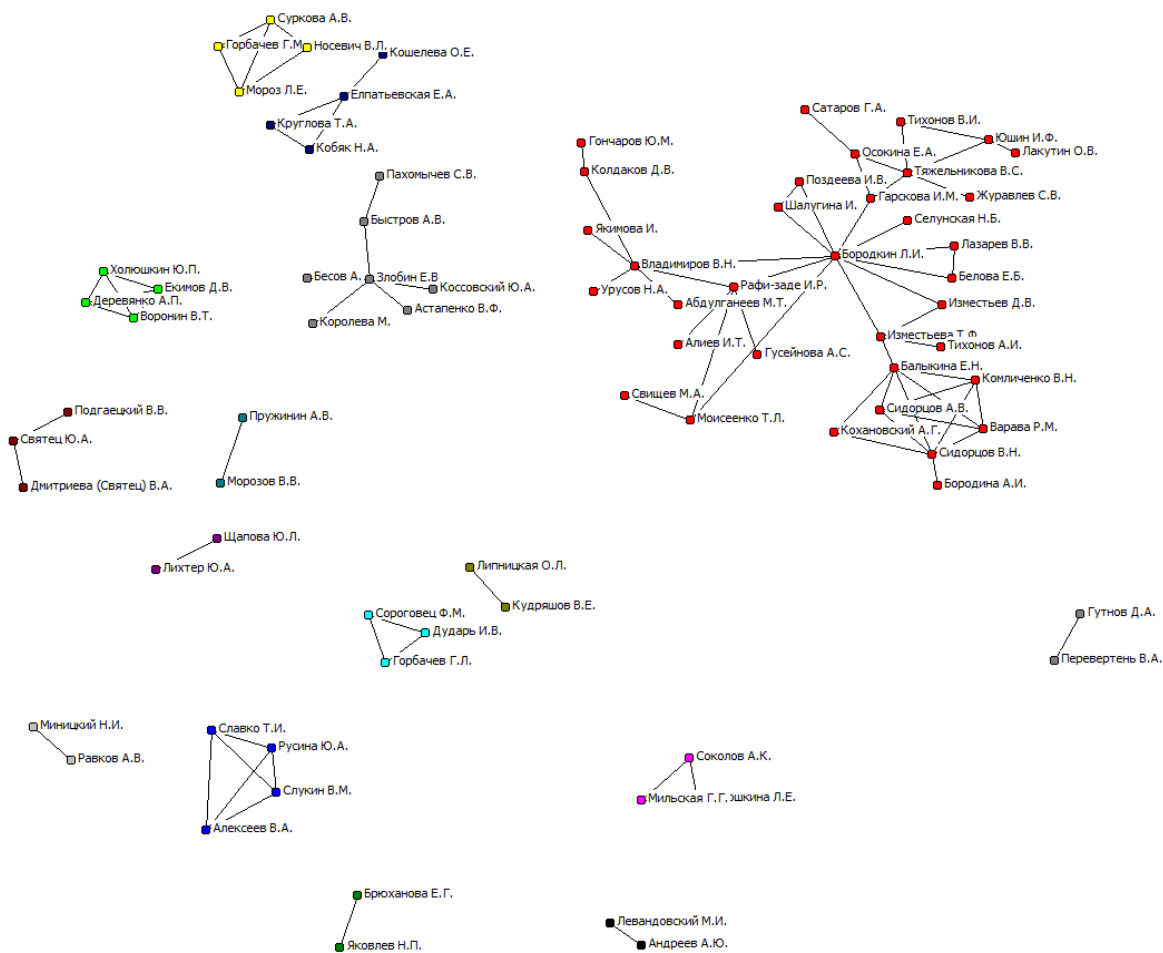 Суркова А.В.
Горбачев Г.М.
Носевич В.Л.
Кошелева О.Е.
Мороз Л.Е.
Елпатьевская Е.А.
Круглова Т.А.
Кобяк Н.А.
Сатаров Г.А.
Тихонов В.И.
Юшин И.Ф.
Лакутин О.В.
Гончаров Ю.М.
Осокина Е.А.
Колдаков Д.В.
Тяжельникова В.С.
Пахомычев С.В.
Поздеева И.В.
Гарскова И.М.
Журавлев С.В.
Шалугина И.
Быстров А.В.
Селунская Н.Б.
Якимова И.
Лазарев В.В.
Бородкин Л.И.
Владимиров В.Н.
Холюшкин Ю.П.
Бесов А.
Злобин Е.В
Белова Е.Б.
Екимов Д.В.
Коссовский Ю.А.
Урусов Н.А.
Рафи-заде И.Р.
Деревянко А.П.
Абдулганеев М.Т.
Изместьев Д.В.
Астапенко В.Ф.
Воронин В.Т.
Королева М.
Изместьева Т.Ф.
Алиев И.Т.
Тихонов А.И.
Гусейнова А.С.
Балыкина Е.Н.
Комличенко В.Н.
Свищев М.А.
Сидорцов А.В.
Подгаецкий В.В.
Пружинин А.В.
Моисеенко Т.Л.
Кохановский А.Г.
Варава Р.М.
Святец Ю.А.
Сидорцов В.Н.
Дмитриева (Святец) В.А.
Морозов В.В.
Бородина А.И.
Щапова Ю.Л.
Лихтер Ю.А.
Липницкая О.Л.
Кудряшов В.Е.
Сороговец Ф.М.
Дударь И.В.
Горбачев Г.Л.
Гутнов Д.А.
Перевертень В.А.
Миницкий Н.И.
Равков А.В.
Славко Т.И.
Русина Ю.А.
Слукин В.М.
Алексеев В.А.
Соколов А.К.
Мильская Г.Г.
шкина Л.Е.
Брюханова Е.Г.
Яковлев Н.П.
Левандовский М.И.
Андреев А.Ю.